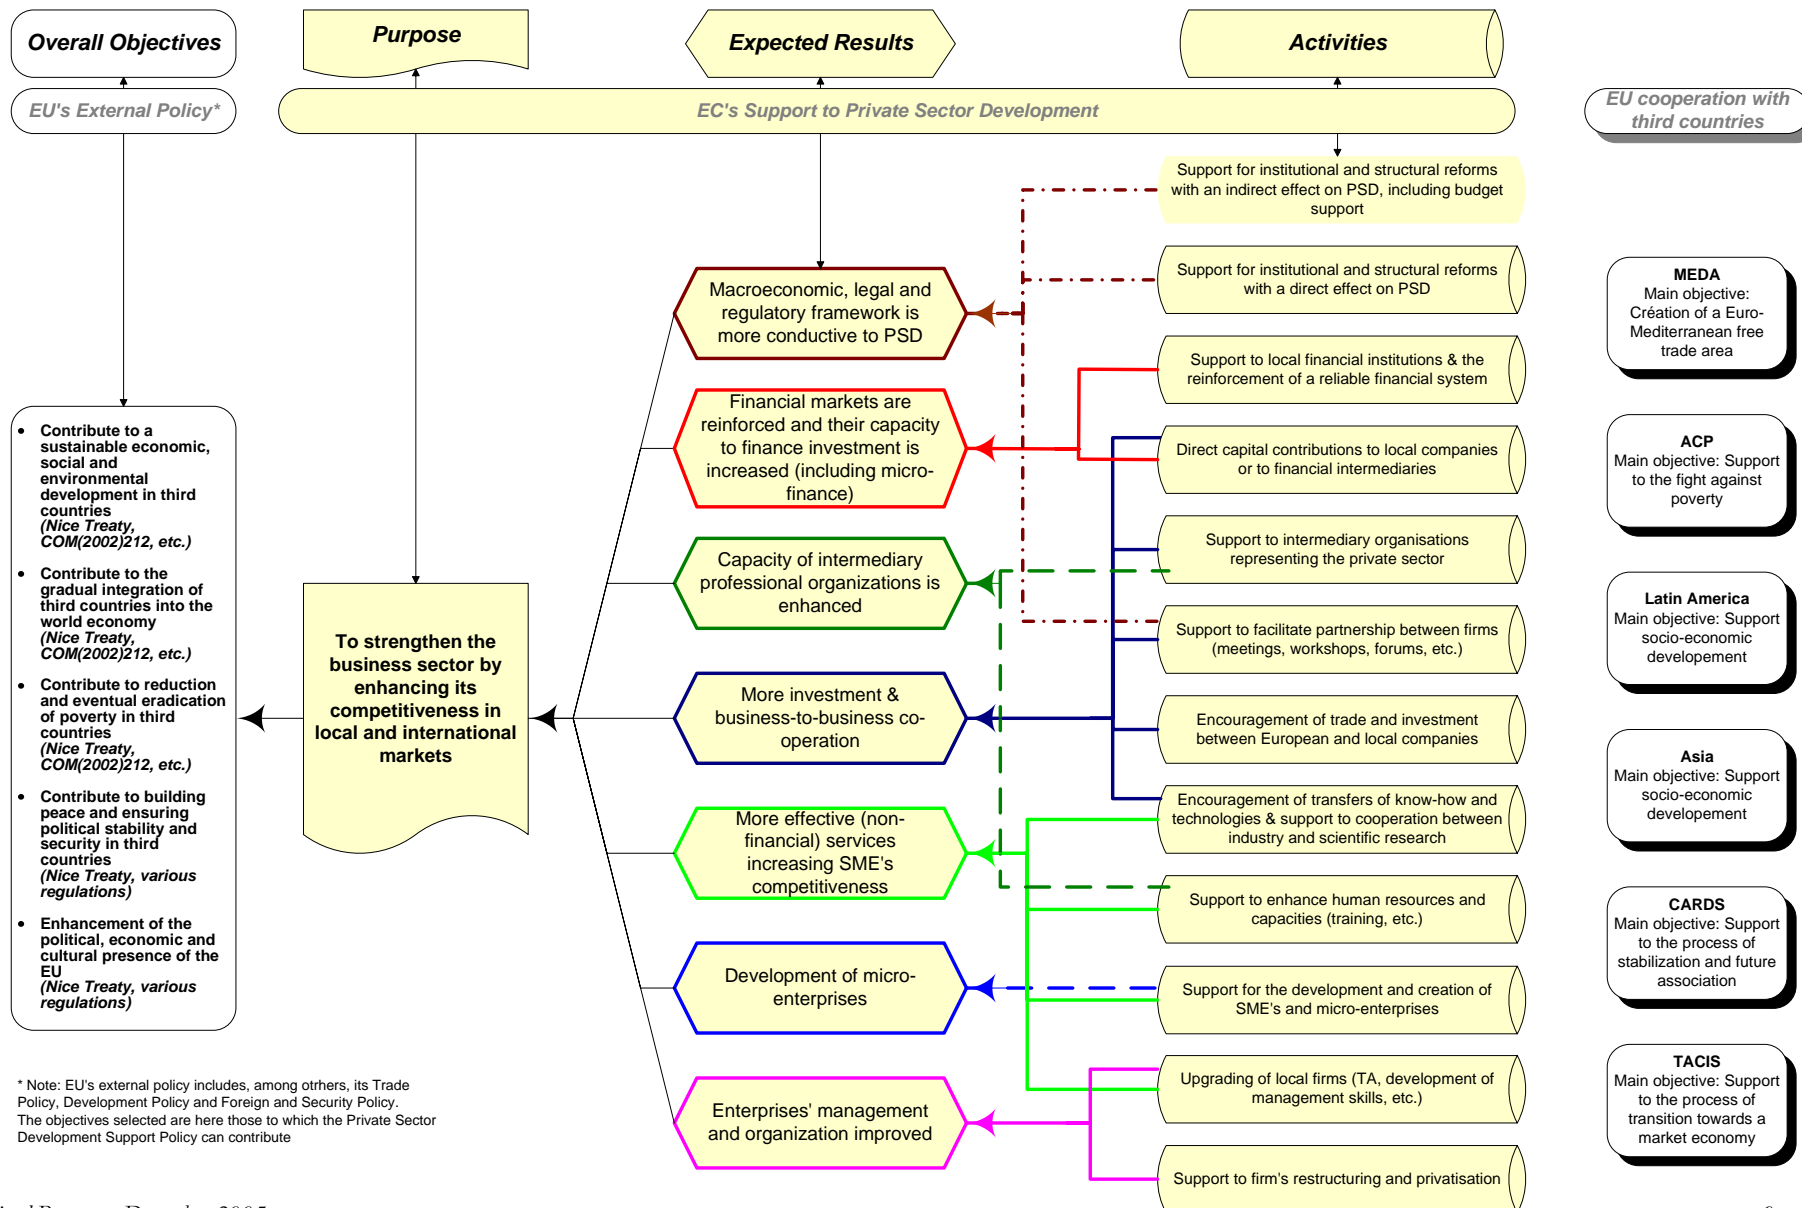 Overall Objectives
Purpose
Expected Results
Activities
EU's External Policy*
EC's Support to Private Sector Development
EU cooperation with
third countries
• Contribute to a
sustainable economic,
social and
environmental
development in third
countries
(Nice Treaty,
COM(2002)212, etc.)
• Contribute to the
gradual integration of
third countries into the
world economy
(Nice Treaty,
COM(2002)212, etc.)
• Contribute to reduction
and eventual eradication
of poverty in third
countries
(Nice Treaty,
COM(2002)212, etc.)
• Contribute to building
peace and ensuring
political stability and
security in third
countries
(Nice Treaty, various
regulations)
• Enhancement of the
political, economic and
cultural presence of the
EU
(Nice Treaty, various
regulations)
* Note: EU's external policy includes, among otrhers, its Trade
Policy, Development Policy and Foreign and Security Policy.
The objectives selected are here those to which the Private Sector
Development Support Policy can contribute
To strengthen the
business sector by
enhancing its
competitiveness in
local and international
markets
Macroeconomic, legal and
regulatory framework is
more conductive to PSD
Financial markets are
reinforced and their capacity
to finance investment is
increased (including micro-
finance)
Capacity of intermediary
professional organizations is
enhanced
More investment &
business-to-business co-
operation
More effective (non-
financial) services
increasing SME's
competitiveness
Development of micro-
enterprises
Enterprises' management
and organization improved
Support for institutional and structural reforms
with an indirect effect on PSD, including budget
support
Support for institutional and structural reforms
with a direct effect on PSD
Support to local financial institutions & the
reinforcement of a reliable financial system
Direct capital contributions to local companies
or to financial intermediaries
Support to intermediary organisations
representing the private sector
Support to facilitate partnership between firms
(meetings, workshops, forums, etc.)
Encouragement of trade and investment
between European and local companies
Encouragement of transfers of know-how and
technologies & support to cooperation between
industry and scientific research
Support to enhance human resources and
capacities (training, etc.)
Support for the development and creation of
SME's and micro-enterprises
Upgrading of local firms (TA, development of
management skills, etc.)
Support to firm's restructuring and privatisation
MEDA
Main objective:
Création of a Euro-
Mediterranean free
trade area
ACP
Main objective: Support
to the fight against
poverty
Latin America
Main objective: Support
socio-economic
developement
Asia
Main objective: Support
socio-economic
developement
CARDS
Main objective: Support
to the process of
stabilization and future
association
TACIS
Main objective: Support
to the process of
transition towards a
market economy